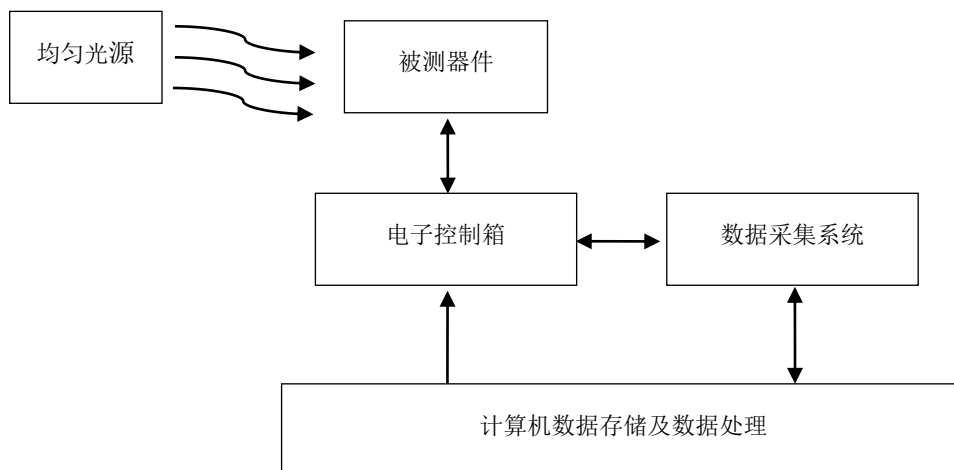 均匀光源
被测器件
电子控制箱
数据采集系统
计算机数据存储及数据处理